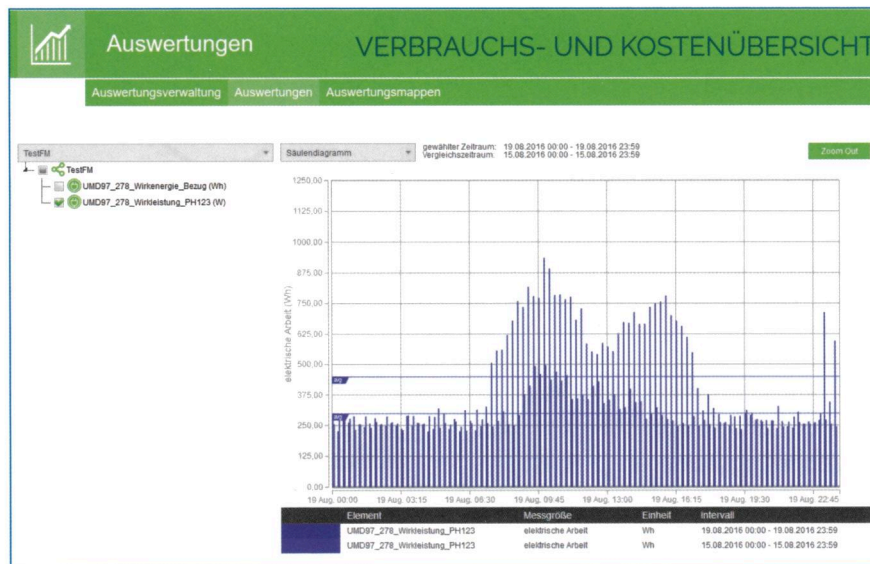 Auswertungen
VERBRAUCHS- UND KOSTENÜBERSICHT
Auswertungsverwaltung Auswertungen Auswertungsmappen
TestFM
Säulendiagramm
gewählter Zeitraum: 19.08.2016 00:00 - 19.08.2016 23:59
Vergleichszeitraum: 15.08.2016 00:00 - 15.08.2016 23:59
Zoom Out
TestFM
UMD97_278_Wirkenergie_Bezug (Wh)
UMD97_278_Wirkleistung_PH123 (W)
elektrische Arbeit (Wh)
1250,00
1125,00
1000,00
875,00
750,00
625,00
500,00
375,00
250,00
125,00
0,00
19 Aug. 00:00 19 Aug. 03:15 19 Aug. 06:30 19 Aug. 09:45 19 Aug. 13:00 19 Aug. 16:15 19 Aug. 19:30 19 Aug. 22:45
Element Messgröße Einheit Intervall
UMD97_278_Wirkleistung_PH123 elektrische Arbeit Wh 19.08.2016 00:00 - 19.08.2016 23:59
UMD97_278_Wirkleistung_PH123 elektrische Arbeit Wh 15.08.2016 00:00 - 15.08.2016 23:59